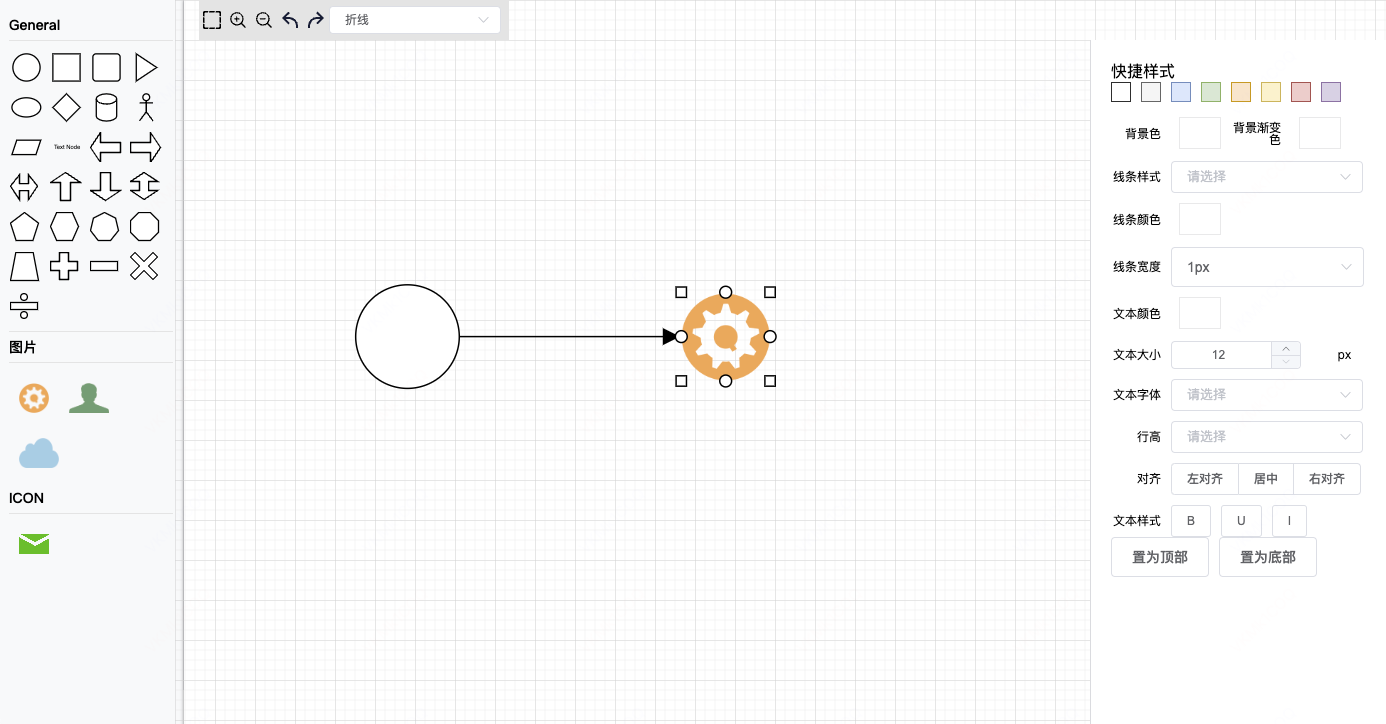 General
折线
Text Node
图片
ICON
快捷样式
背景色
背景渐变
色
线条样式 请选择
线条颜色
线条宽度 1px
文本颜色
文本大小 12 px
文本字体 请选择
行高 请选择
对齐 左对齐 居中 右对齐
文本样式 B U I
置为顶部 置为底部